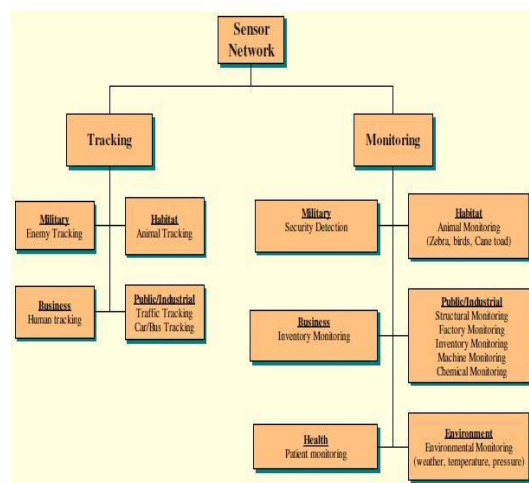 Sensor
Network
Tracking
Monitoring
Military
Enemy Tracking
Habitat
Animal Tracking
Business
Human tracking
Public/Industrial
Traffic Tracking
Car/Bus Tracking
Military
Security Detection
Habitat
Animal Monitoring
(Zebra, birds, Cane toad)
Business
Inventory Monitoring
Public/Industrial
Structural Monitoring
Factory Monitoring
Inventory Monitoring
Machine Monitoring
Chemical Monitoring
Health
Patient monitoring
Environment
Environmental Monitoring
(weather, temperature, pressure)